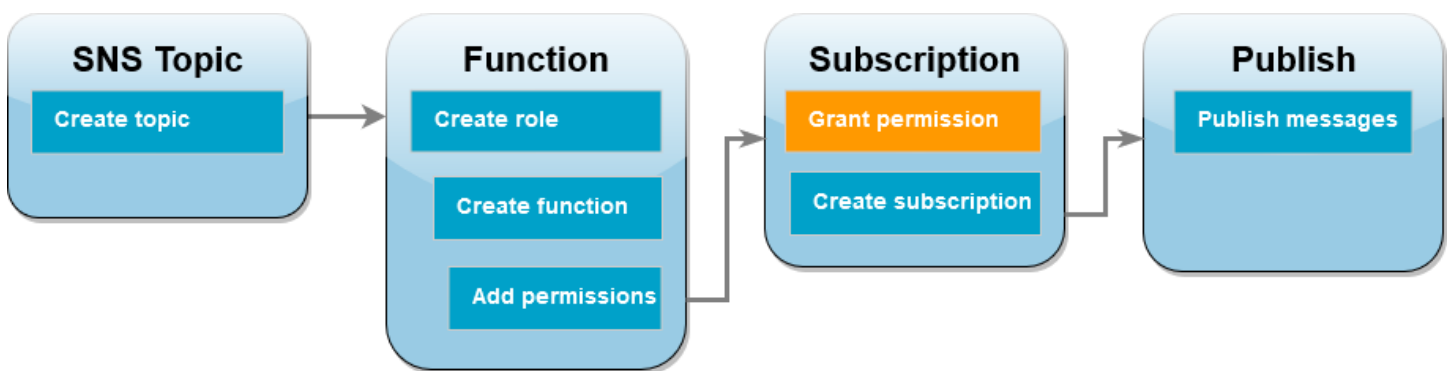 SNS Topic
Create topic
Function
Create role
Create function
Add permissions
Subscription
Grant permission
Create subscription
Publish
Publish messages